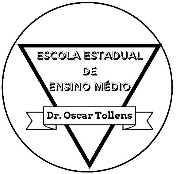 ESCOLA ESTADUAL
DE
ENSINO MÉDIO
Dr. Oscar Tollens